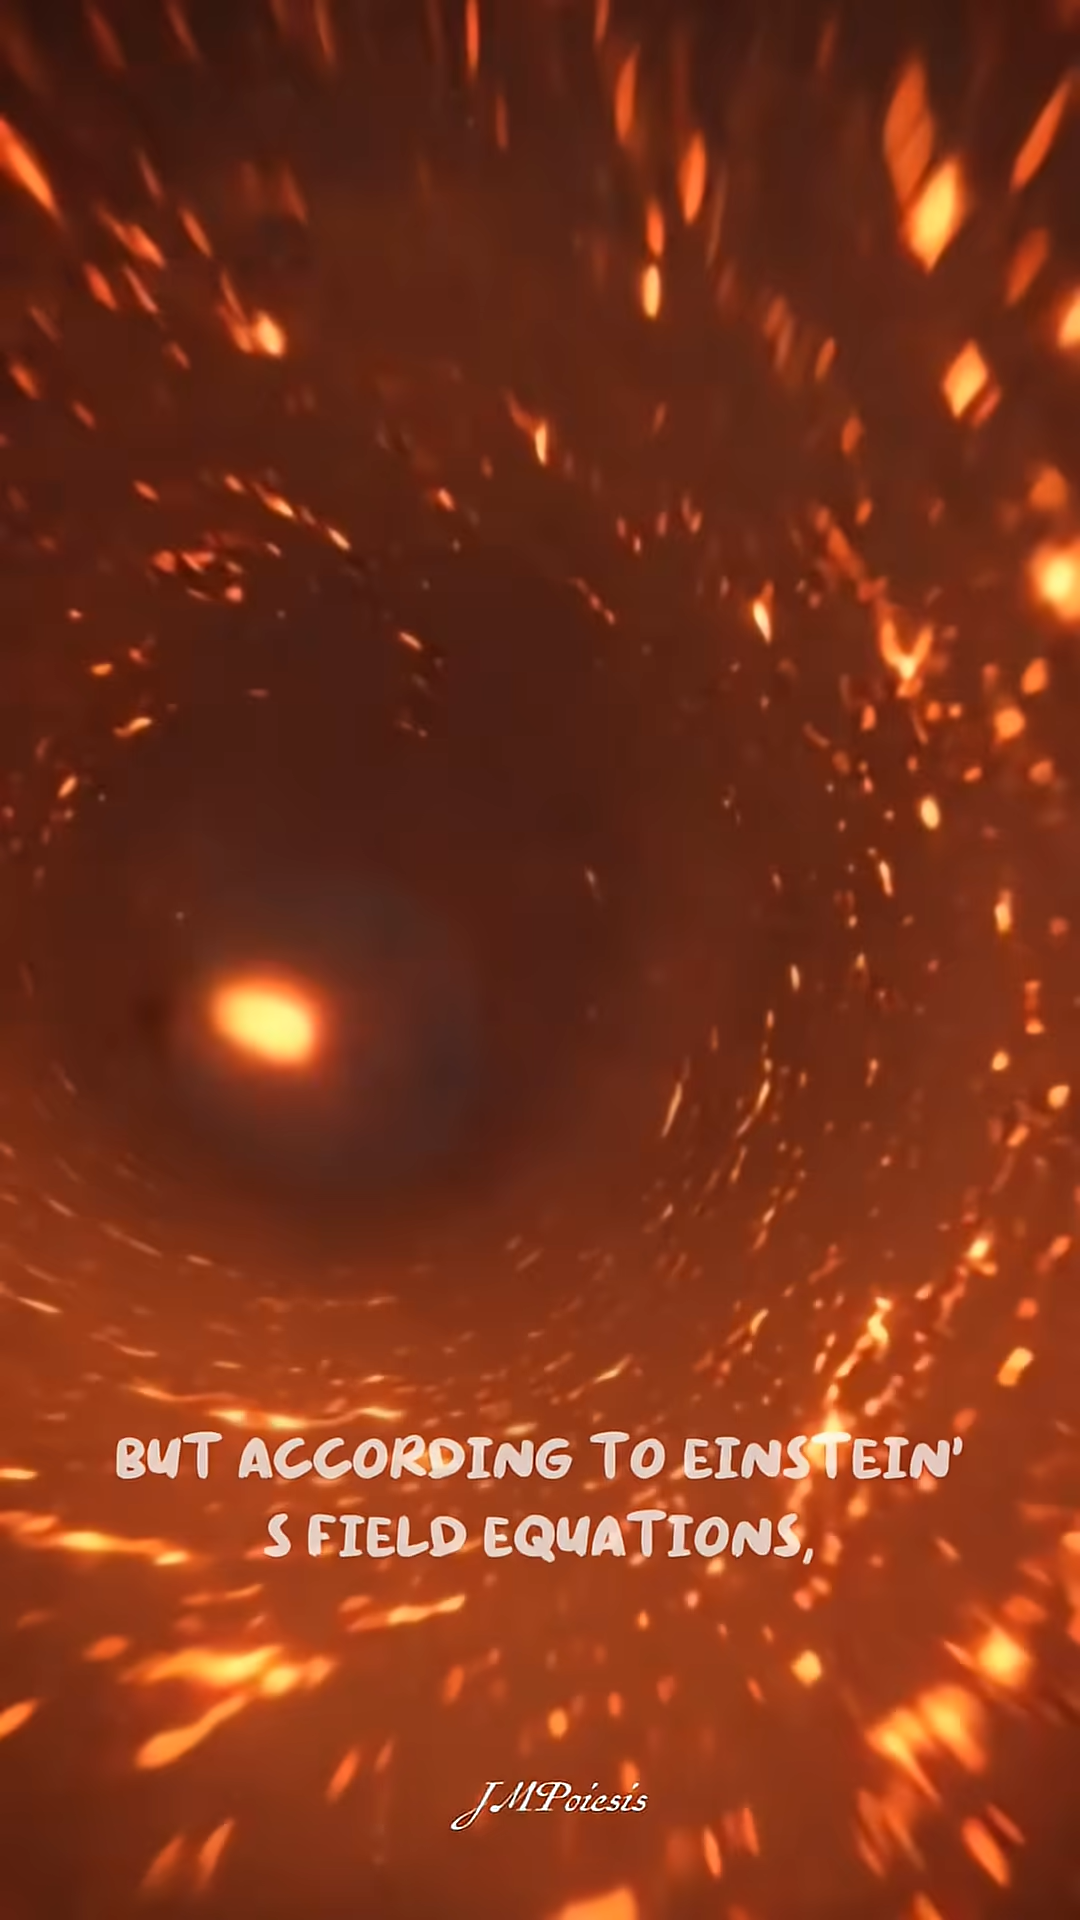 BUT ACCORDING TO EINSTEIN'
S FIELD EQUATIONS,
JMPoiesis